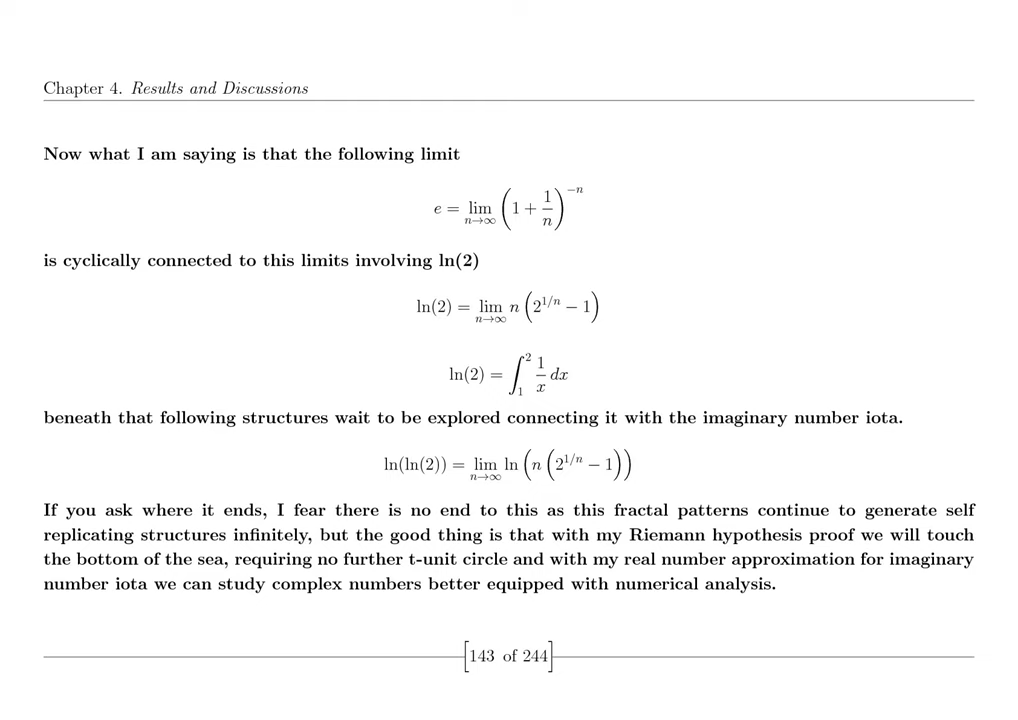 Chapter 4. Results and Discussions
Now what I am saying is that the following limit
e = lim_{n→∞} (1 + 1/n)^{−n}
is cyclically connected to this limits involving ln(2)
ln(2) = lim_{n→∞} n (2^{1/n} − 1)
ln(2) = ∫_1^2 1/x dx
beneath that following structures wait to be explored connecting it with the imaginary number iota.
ln(ln(2)) = lim_{n→∞} ln (n (2^{1/n} − 1))
If you ask where it ends, I fear there is no end to this as this fractal patterns continue to generate self
replicating structures infinitely, but the good thing is that with my Riemann hypothesis proof we will touch
the bottom of the sea, requiring no further t-unit circle and with my real number approximation for imaginary
number iota we can study complex numbers better equipped with numerical analysis.
[143 of 244]